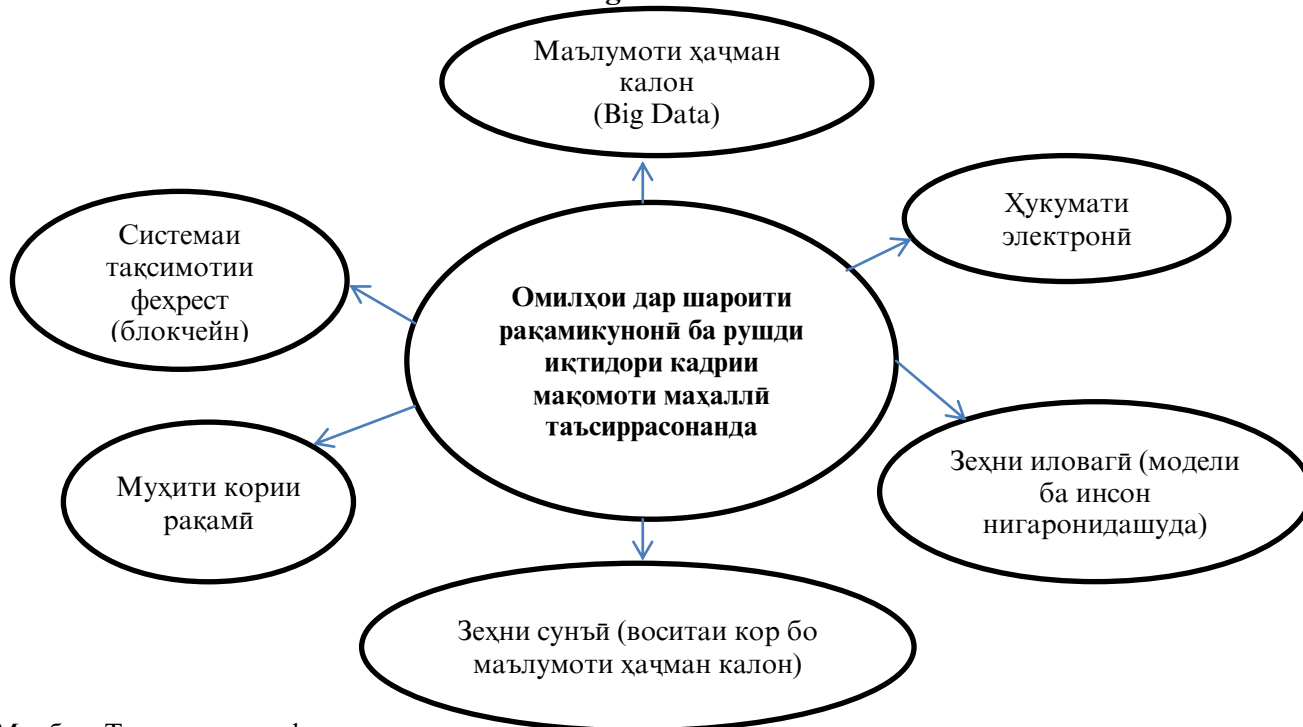 Маълумоти ҳаҷман
калон
(Big Data)
Ҳукумати
электронӣ
Системаи
тақсимотии
феҳрест
(блокчейн)
Омилҳои дар шароити
рақамикунонӣ ба рушди
иқтидори кадрии
мақомоти маҳаллӣ
таъсиррасонанда
Зеҳни иловагӣ (модели
ба инсон
нигаронидашуда)
Муҳити кории
рақамӣ
Зеҳни сунъӣ (воситаи кор бо
маълумоти ҳаҷман калон)